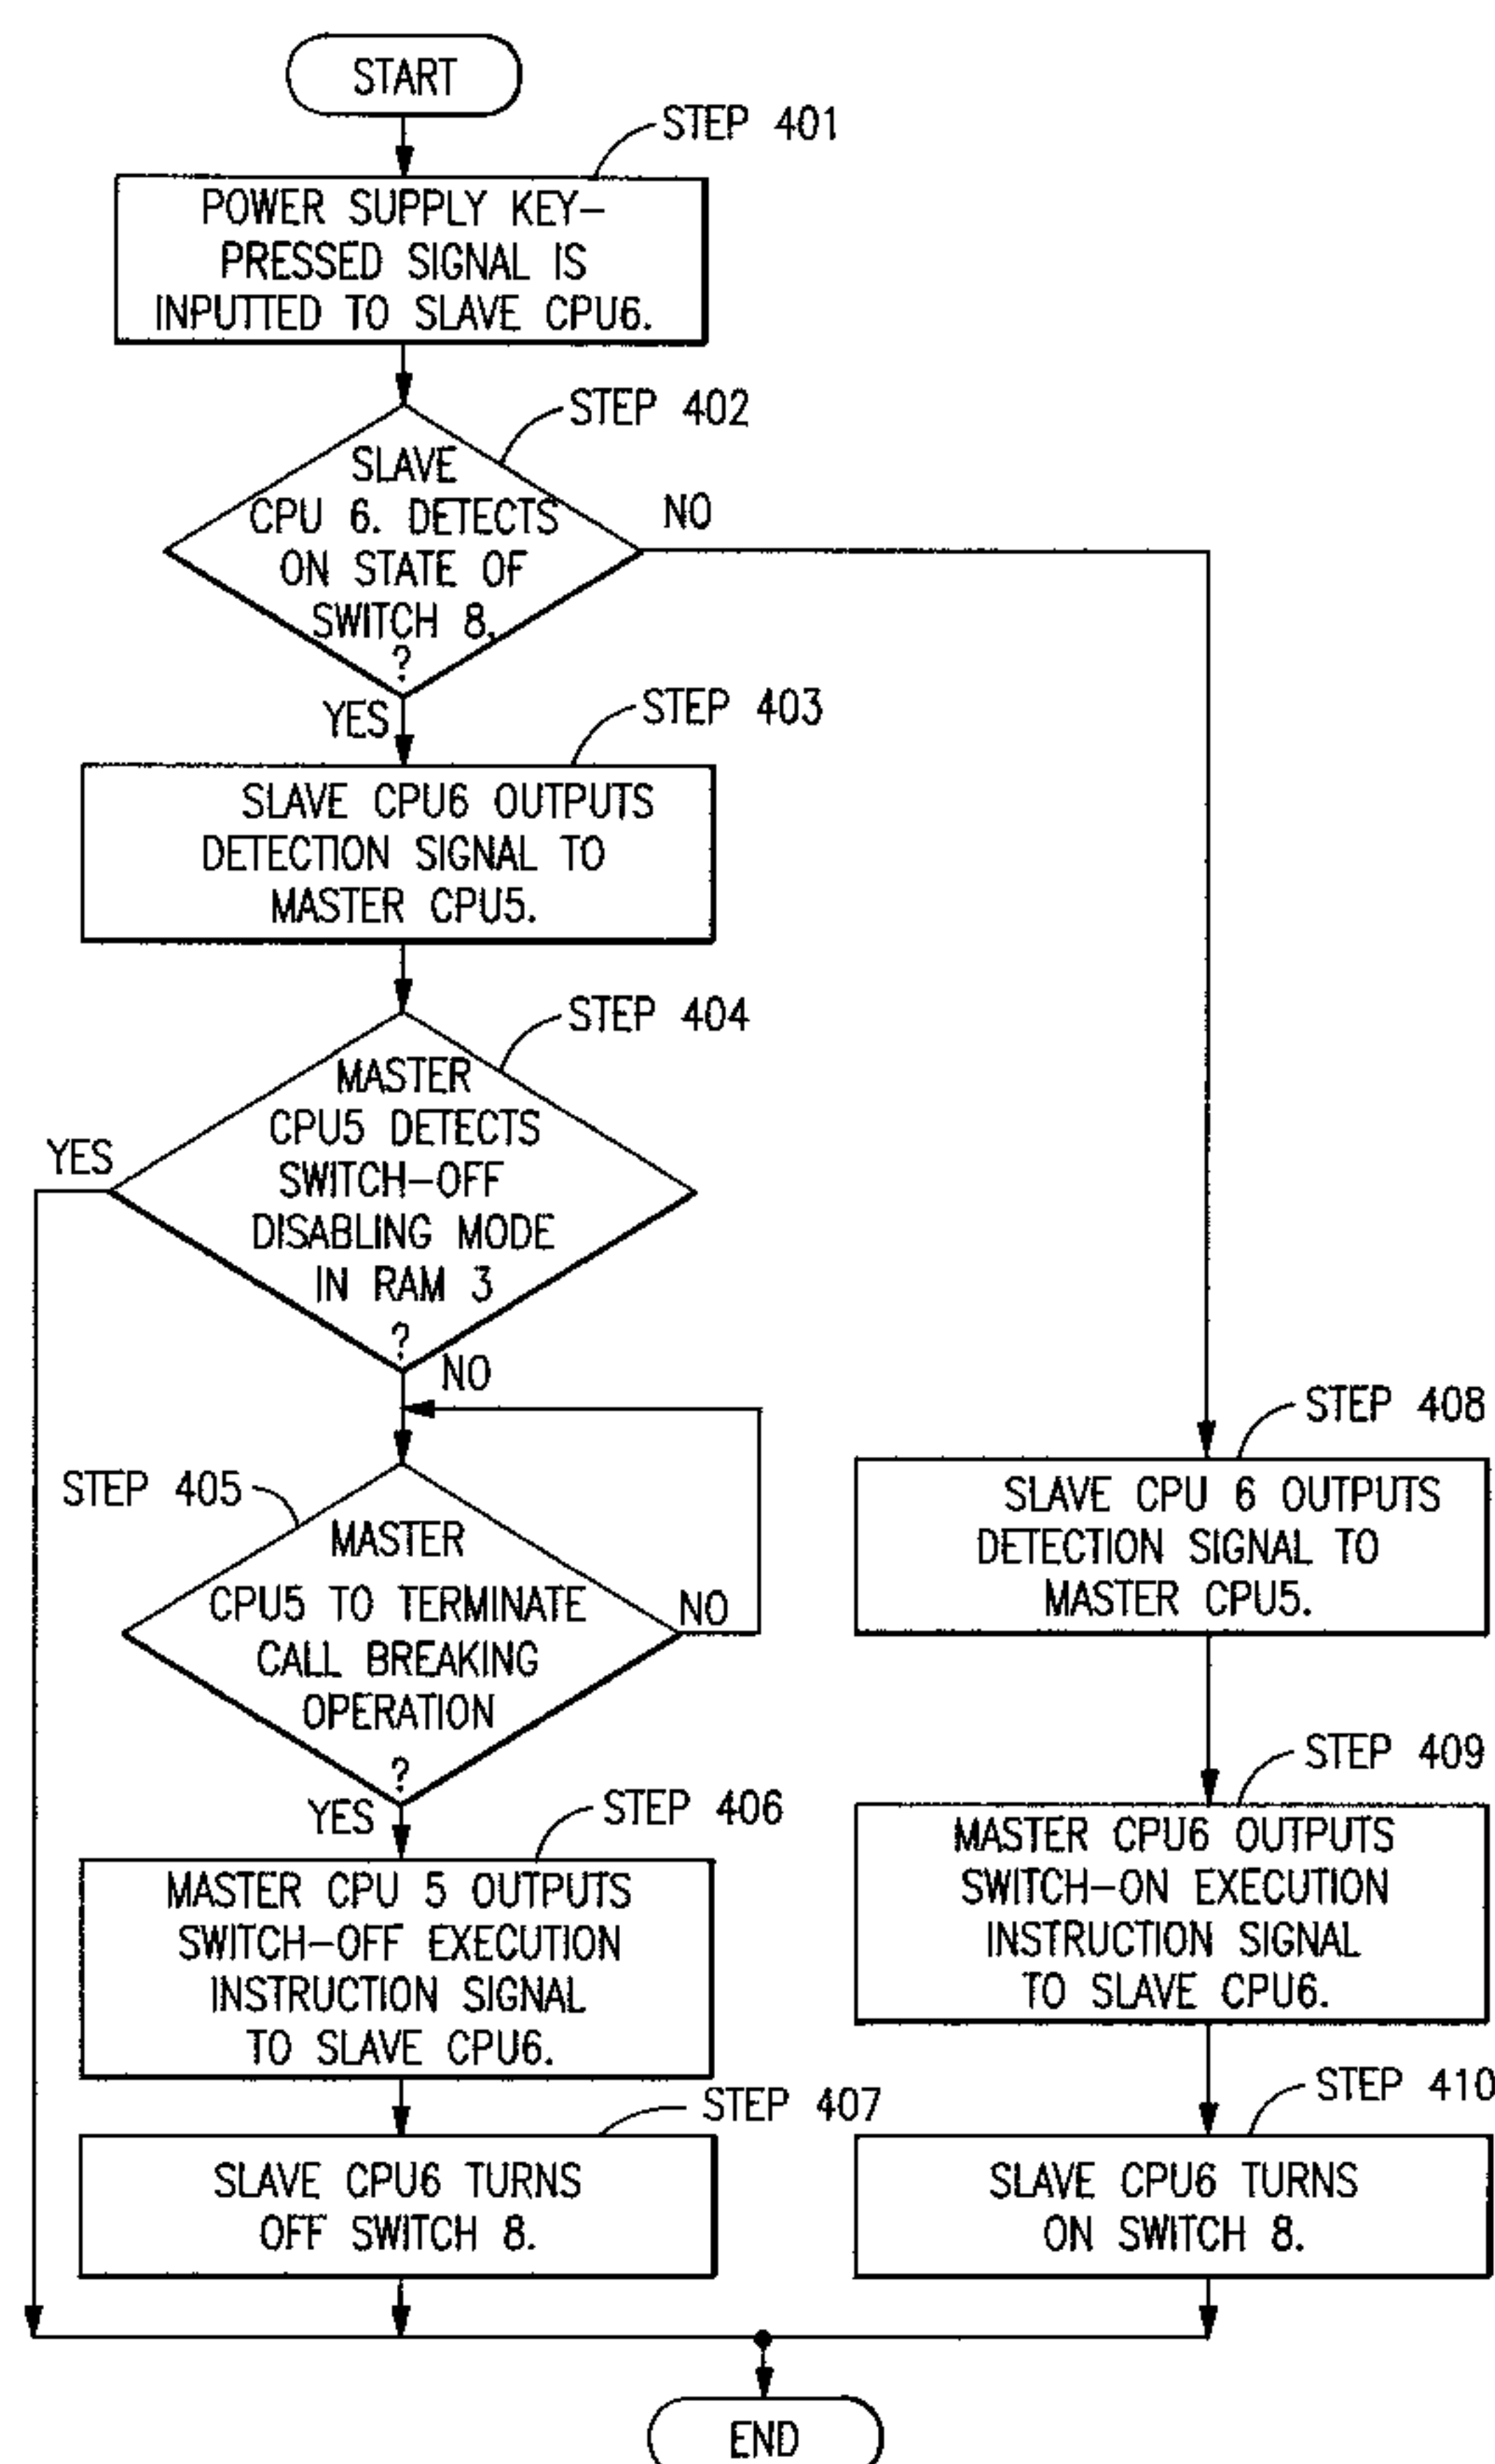 START
STEP 401
POWER SUPPLY KEY-
PRESSED SIGNAL IS
INPUTTED TO SLAVE CPU6.
STEP 402
SLAVE
CPU 6. DETECTS
ON STATE OF
SWITCH 8.
?
NO
YES
STEP 403
SLAVE CPU6 OUTPUTS
DETECTION SIGNAL TO
MASTER CPU5.
STEP 404
MASTER
CPU5 DETECTS
SWITCH-OFF
DISABLING MODE
IN RAM 3
?
YES
NO
STEP 405
MASTER
CPU5 TO TERMINATE
CALL BREAKING
OPERATION
?
NO
YES
STEP 406
MASTER CPU 5 OUTPUTS
SWITCH-OFF EXECUTION
INSTRUCTION SIGNAL
TO SLAVE CPU6.
STEP 407
SLAVE CPU6 TURNS
OFF SWITCH 8.
STEP 408
SLAVE CPU 6 OUTPUTS
DETECTION SIGNAL TO
MASTER CPU5.
STEP 409
MASTER CPU6 OUTPUTS
SWITCH-ON EXECUTION
INSTRUCTION SIGNAL
TO SLAVE CPU6.
STEP 410
SLAVE CPU6 TURNS
ON SWITCH 8.
END